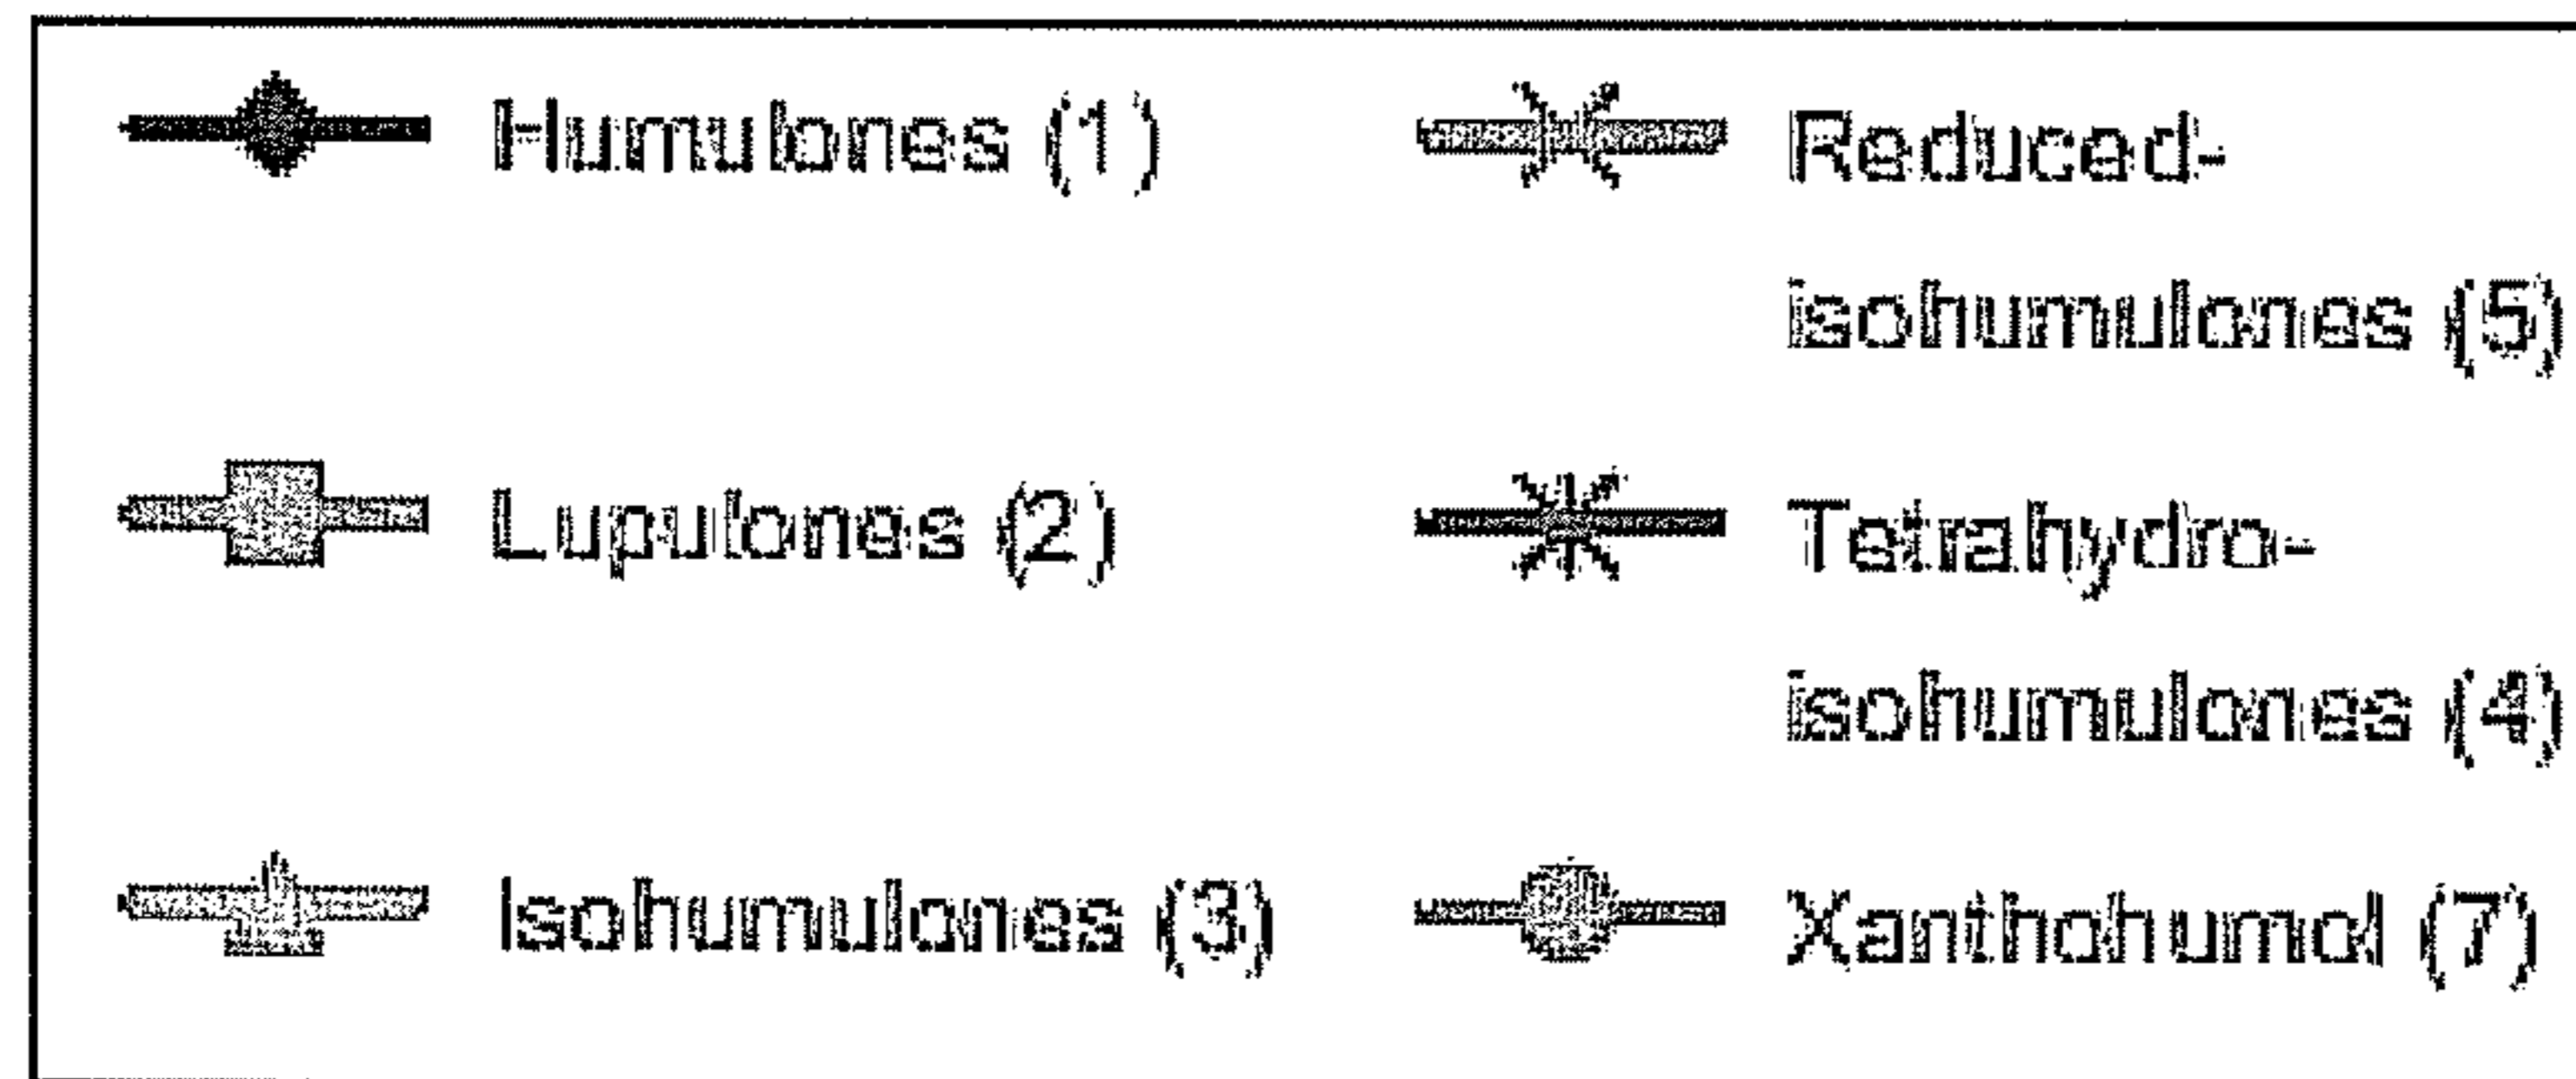 Humulones (1)
Lupulones (2)
Isohumulones (3)
Reduced-
isohumulones (5)
Tetrahydro-
isohumulones (4)
Xanthohumol (7)